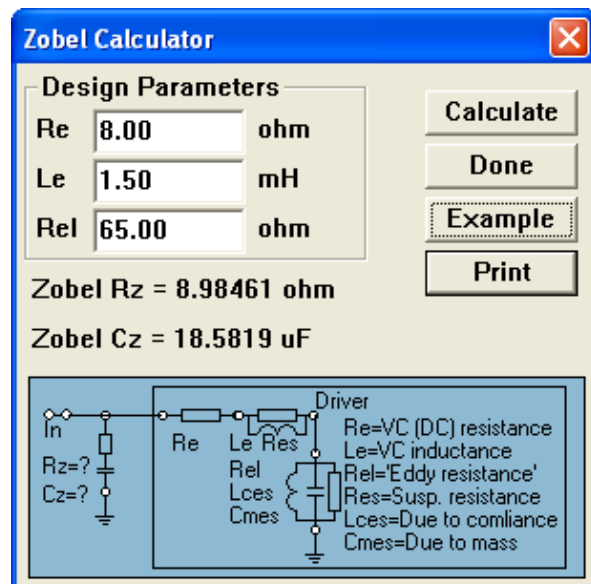 Zobel Calculator
Design Parameters
Re 8.00 ohm
Le 1.50 mH
Rel 65.00 ohm
Calculate
Done
Example
Print
Zobel Rz = 8.98461 ohm
Zobel Cz = 18.5819 uF
Driver
In
Rz=?
Cz=?
Re
Le Res
Rel
Lces
Cmes
Re=VC (DC) resistance
Le=VC inductance
Rel='Eddy resistance'
Res=Susp. resistance
Lces=Due to comliance
Cmes=Due to mass